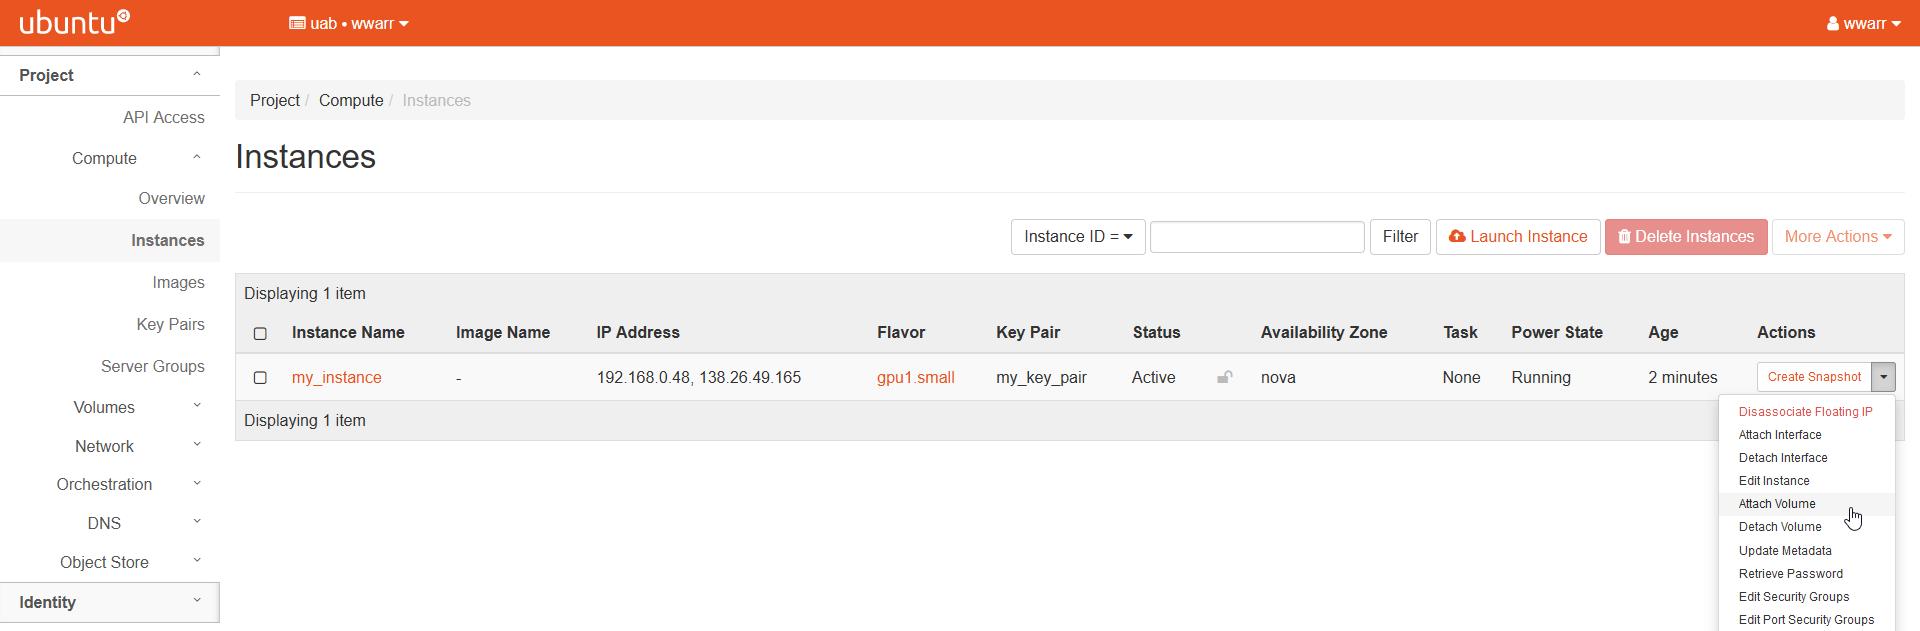 ubuntu
uab • wwarr
wwarr
Project
API Access
Compute
Overview
Instances
Images
Key Pairs
Server Groups
Volumes
Network
Orchestration
DNS
Object Store
Identity
Project / Compute / Instances
Instances
Instance ID = Filter Launch Instance Delete Instances More Actions
Displaying 1 item
Instance Name Image Name IP Address Flavor Key Pair Status Availability Zone Task Power State Age Actions
my_instance - 192.168.0.48, 138.26.49.165 gpu1.small my_key_pair Active nova None Running 2 minutes Create Snapshot
Displaying 1 item
Disassociate Floating IP
Attach Interface
Detach Interface
Edit Instance
Attach Volume
Detach Volume
Update Metadata
Retrieve Password
Edit Security Groups
Edit Port Security Groups